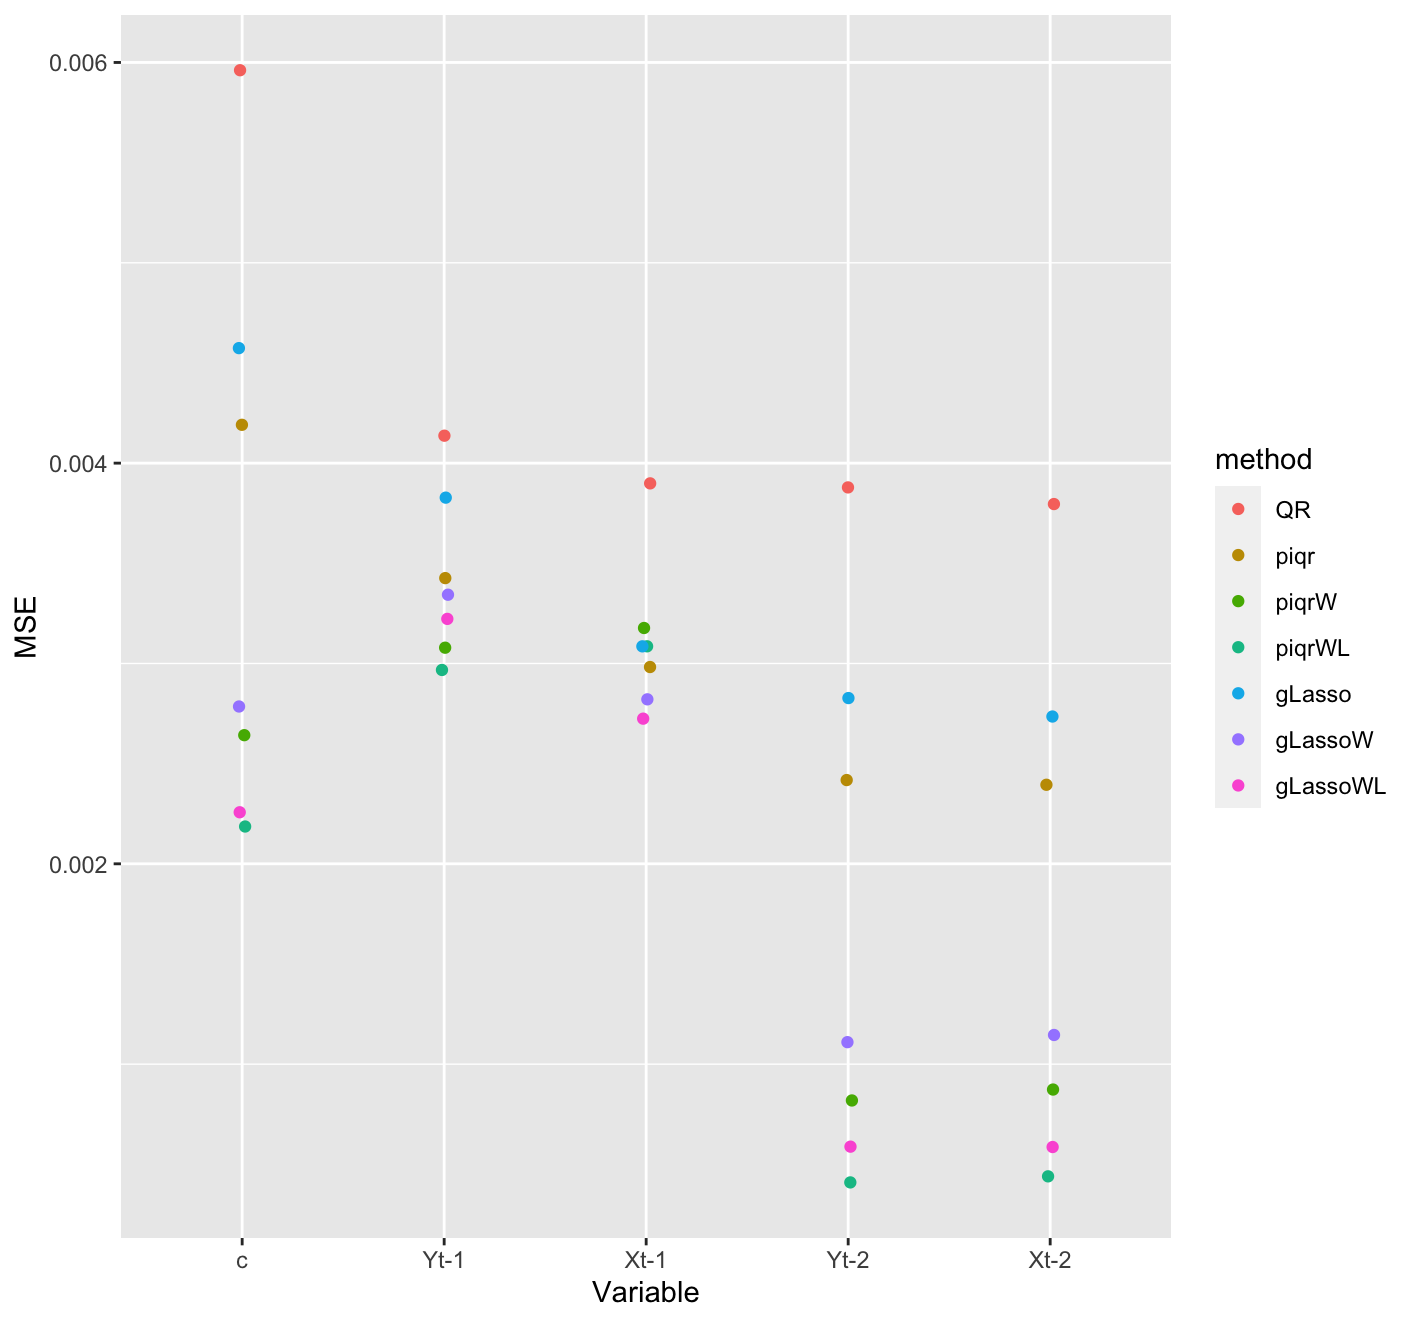 0.006
0.004
0.002
MSE
c Yt-1 Xt-1 Yt-2 Xt-2
Variable
method
QR
piqr
piqrW
piqrWL
gLasso
gLassoW
gLassoWL